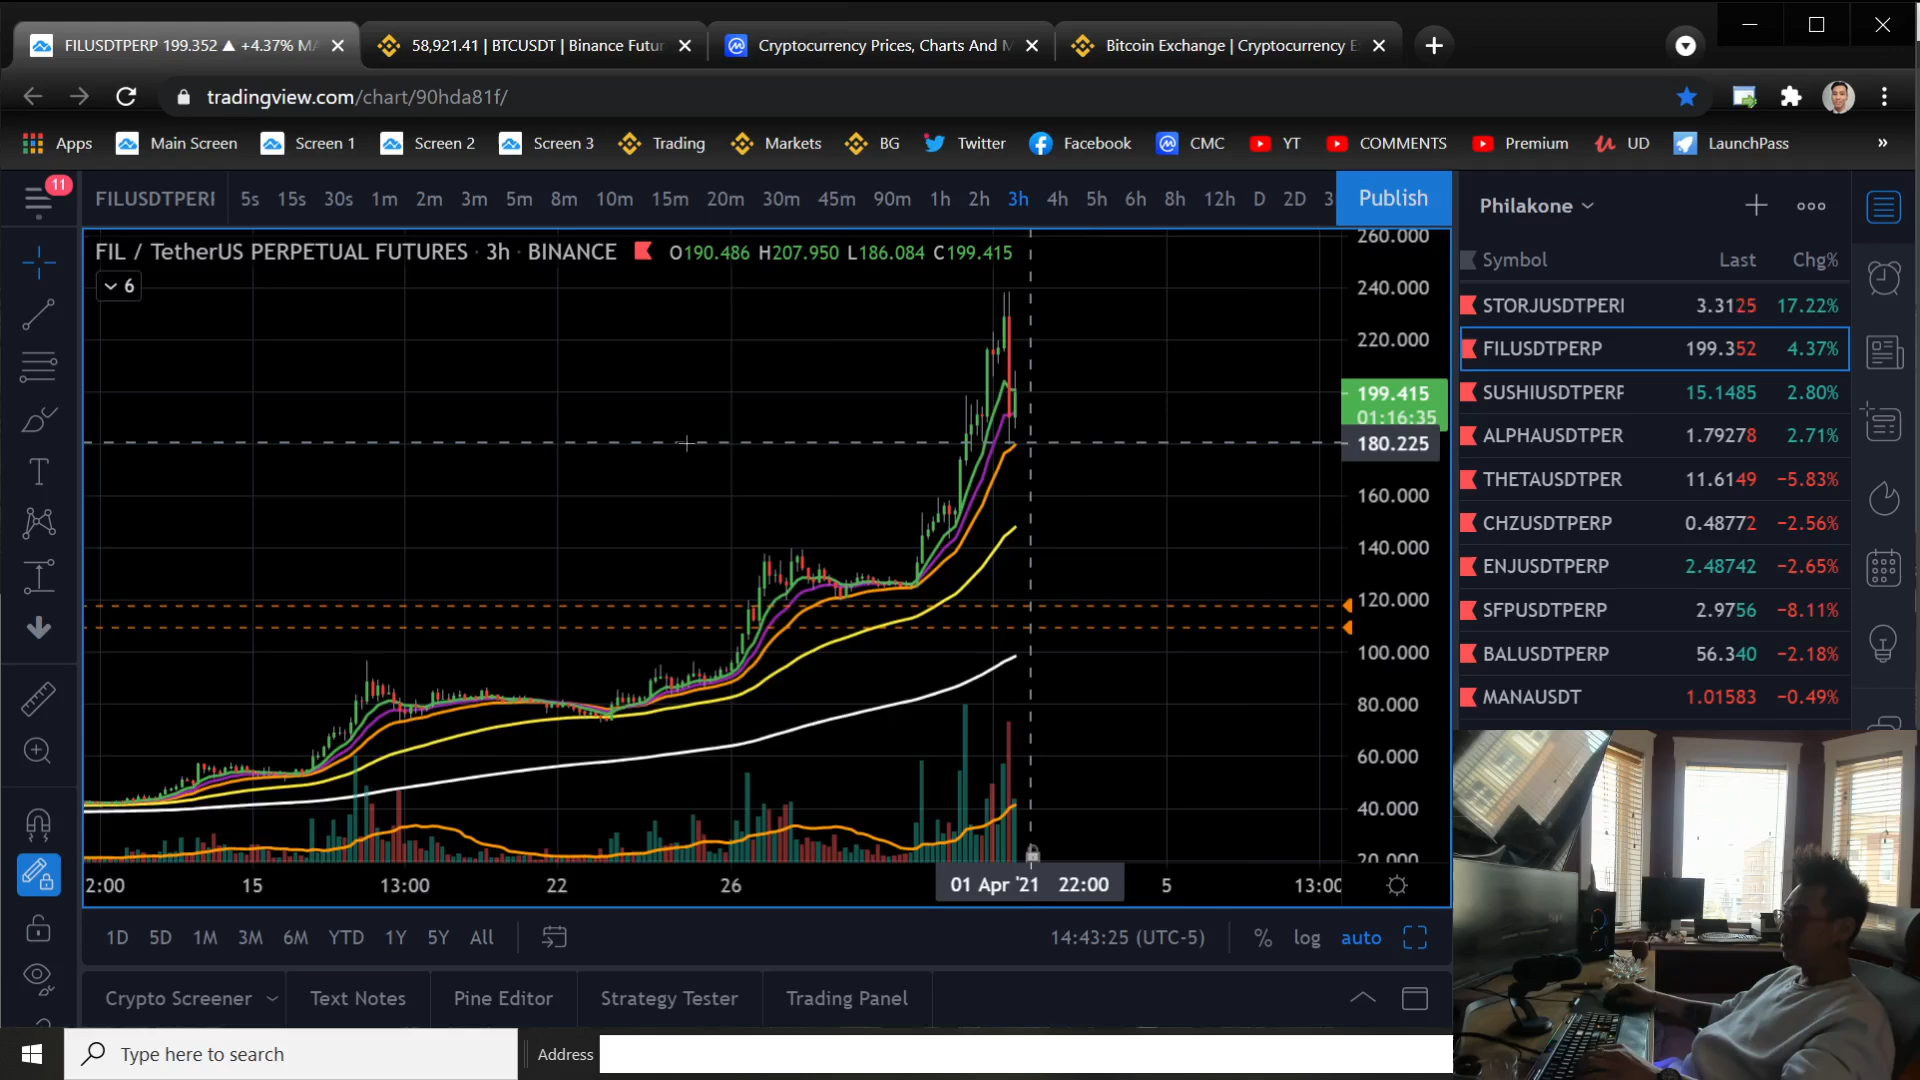 FILUSDTPERP 199.352 ▲ +4.37% MA
58,921.41 | BTCUSDT | Binance Futur
Cryptocurrency Prices, Charts And M
Bitcoin Exchange | Cryptocurrency E
tradingview.com/chart/90hda81f/
Apps Main Screen Screen 1 Screen 2 Screen 3 Trading Markets BG Twitter Facebook CMC YT COMMENTS Premium UD LaunchPass »
11
FILUSDTPERI 5s 15s 30s 1m 2m 3m 5m 8m 10m 15m 20m 30m 45m 90m 1h 2h 3h 4h 5h 6h 8h 12h D 2D 3 Publish
FIL / TetherUS PERPETUAL FUTURES · 3h · BINANCE O190.486 H207.950 L186.084 C199.415
6
260.000
240.000
220.000
199.415
01:16:35
180.225
160.000
140.000
120.000
100.000
80.000
60.000
40.000
20.000
2:00 15 13:00 22 26 01 Apr '21 22:00 5 13:00
1D 5D 1M 3M 6M YTD 1Y 5Y All 14:43:25 (UTC-5) % log auto
Crypto Screener Text Notes Pine Editor Strategy Tester Trading Panel
Philakone
Symbol Last Chg%
STORJUSDTPERI 3.3125 17.22%
FILUSDTPERP 199.352 4.37%
SUSHIUSDTPERF 15.1485 2.80%
ALPHAUSDTPER 1.79278 2.71%
THETAUSDTPER 11.6149 −5.83%
CHZUSDTPERP 0.48772 −2.56%
ENJUSDTPERP 2.48742 −2.65%
SFPUSDTPERP 2.9756 −8.11%
BALUSDTPERP 56.340 −2.18%
MANAUSDT 1.01583 −0.49%
Type here to search
Address